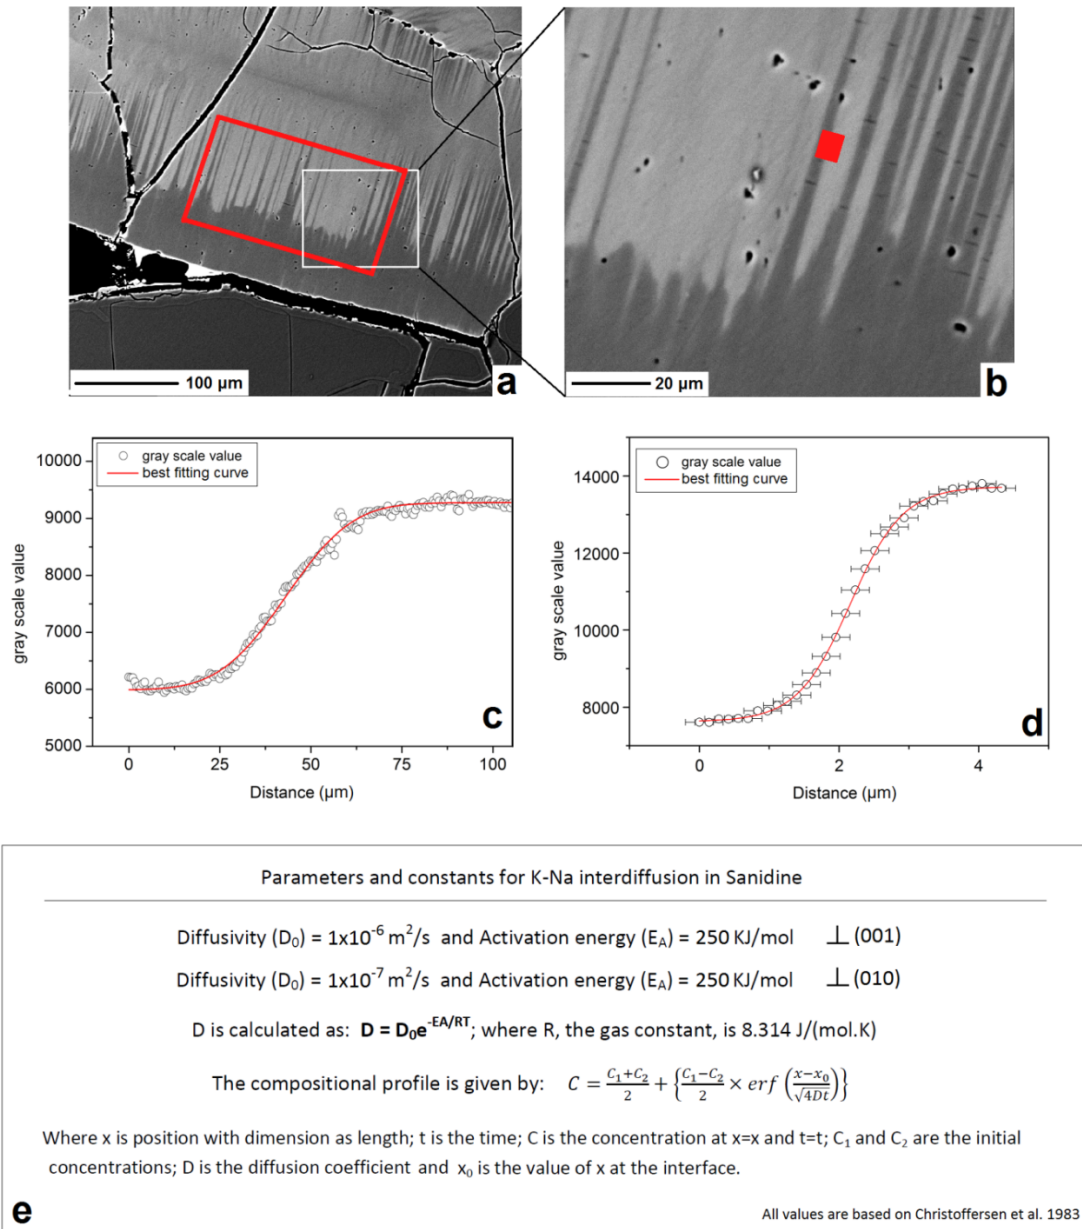 100 µm
a
20 µm
b
gray scale value
best fitting curve
10000
9000
8000
7000
6000
5000
gray scale value
0
25
50
75
100
Distance (µm)
c
gray scale value
best fitting curve
14000
12000
10000
8000
gray scale value
0
2
4
Distance (µm)
d
Parameters and constants for K-Na interdiffusion in Sanidine
Diffusivity (D₀) = 1x10⁻⁶ m²/s and Activation energy (E_A) = 250 KJ/mol ⊥ (001)
Diffusivity (D₀) = 1x10⁻⁷ m²/s and Activation energy (E_A) = 250 KJ/mol ⊥ (010)
D is calculated as: D = D₀e^-EA/RT; where R, the gas constant, is 8.314 J/(mol.K)
The compositional profile is given by: C = (C₁+C₂)/2 + {(C₁−C₂)/2 × erf ((x−x₀)/√4Dt)}
Where x is position with dimension as length; t is the time; C is the concentration at x=x and t=t; C₁ and C₂ are the initial
concentrations; D is the diffusion coefficient and x₀ is the value of x at the interface.
e
All values are based on Christoffersen et al. 1983